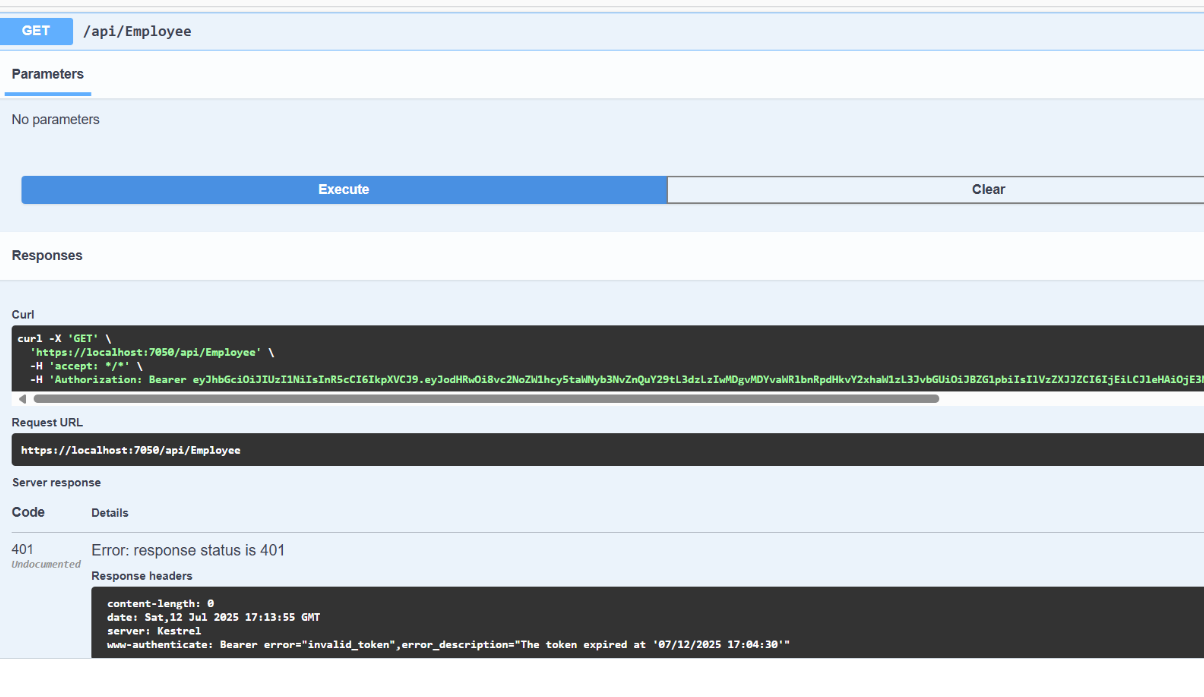 GET /api/Employee
Parameters
No parameters
Execute Clear
Responses
Curl
curl -X 'GET' \
'https://localhost:7050/api/Employee' \
-H 'accept: */*' \
-H 'Authorization: Bearer eyJhbGciOiJIUzI1NiIsInR5cCI6IkpXVCJ9.eyJodHRwOi8vc2NoZW1hcy5taWNyb3NvZnQuY29tL3dzLzIwMDgvMDYvaWRlbnRpdHkvY2xhaW1zL3JvbGUiOiJBZG1pbiIsIlVzZXJJZCI6IjEiLCJleHAiOjE3N
Request URL
https://localhost:7050/api/Employee
Server response
Code Details
401 Error: response status is 401
Undocumented
Response headers
content-length: 0
date: Sat,12 Jul 2025 17:13:55 GMT
server: Kestrel
www-authenticate: Bearer error="invalid_token",error_description="The token expired at '07/12/2025 17:04:30'"